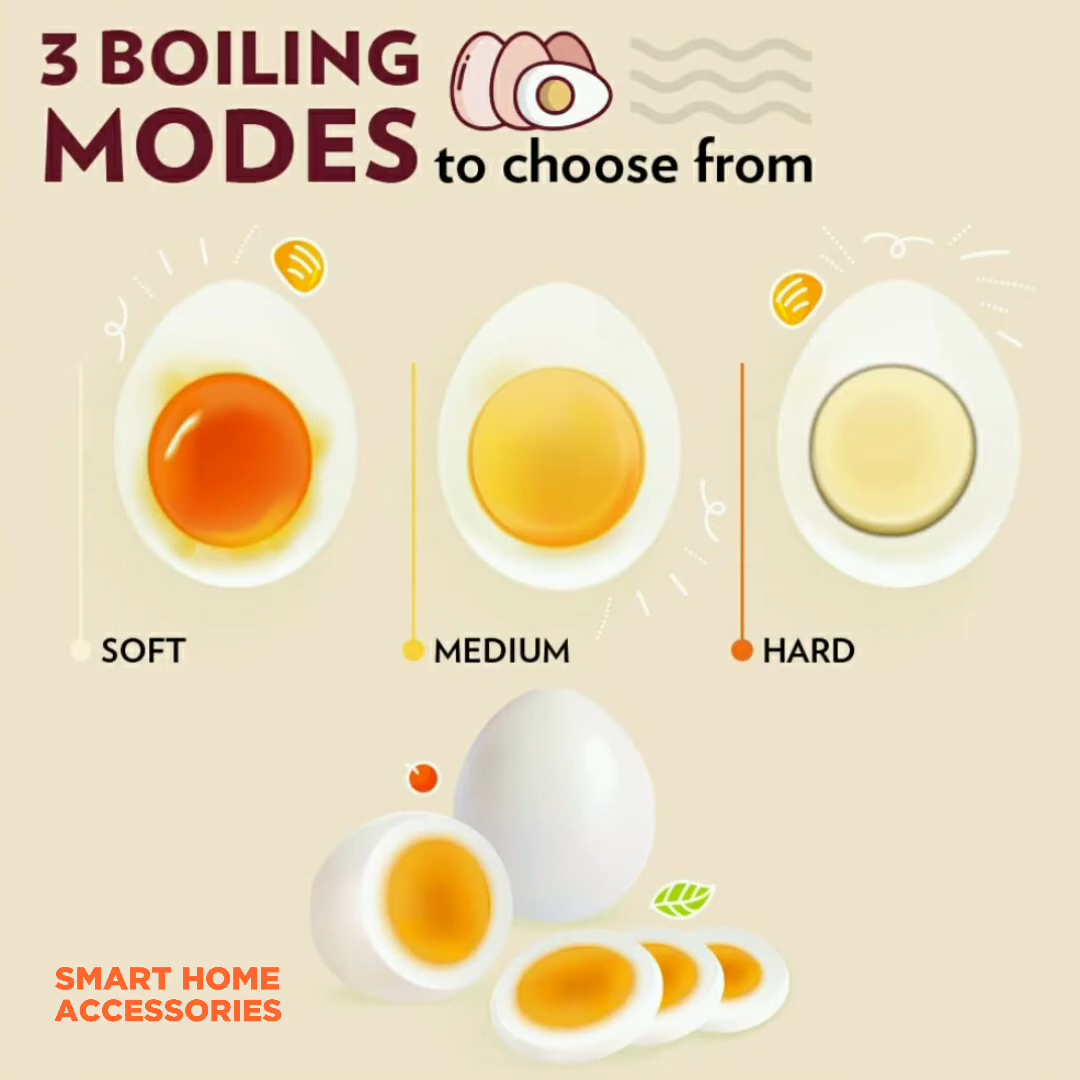 3 BOILING
MODES
to choose from
SOFT
MEDIUM
HARD
SMART HOME
ACCESSORIES